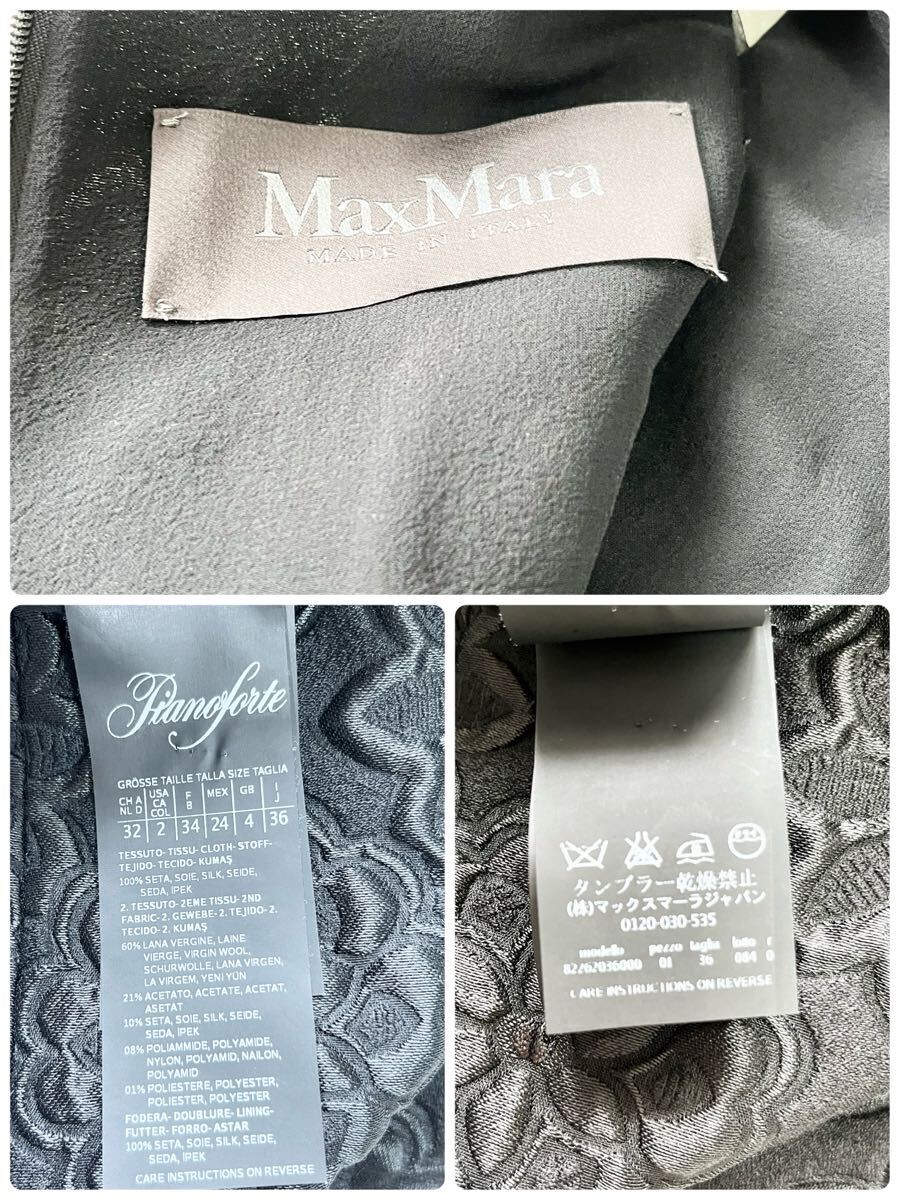 MaxMara
MADE IN ITALY
Pianoforte
GRÖSSE TAILLE TALLA SIZE TAGLIA
CH A NL D USA CA COL F B MEX GB I J
32 2 34 24 4 36
TESSUTO-TISSU-CLOTH-STOFF-
TEJIDO-TECIDO-KUMAŞ
100% SETA, SOIE, SILK, SEIDE,
SEDA, İPEK
2. TESSUTO-2EME TISSU-2ND
FABRIC-2. GEWEBE-2. TEJIDO-2.
TECIDO-2. KUMAŞ
60% LANA VERGINE, LAINE
VIERGE, VIRGIN WOOL,
SCHURWOLLE, LANA VIRGEN,
LA VIRGEM, YENİ YÜN
21% ACETATO, ACETATE, ACETAT,
ASETAT
10% SETA, SOIE, SILK, SEIDE,
SEDA, İPEK
08% POLIAMMIDE, POLYAMIDE,
NYLON, POLYAMID, NAILON,
POLYAMID
01% POLIESTERE, POLYESTER,
POLIESTER, POLYESTER
FODERA-DOUBLURE-LINING-
FUTTER-FORRO-ASTAR
100% SETA, SOIE, SILK, SEIDE,
SEDA, İPEK
CARE INSTRUCTIONS ON REVERSE
ドライ
タンブラー乾燥禁止
(株)マックスマーラジャパン
0120-030-535
modello pezzo taglia lotto r
82262036000 01 36 084 0
CARE INSTRUCTIONS ON REVERSE